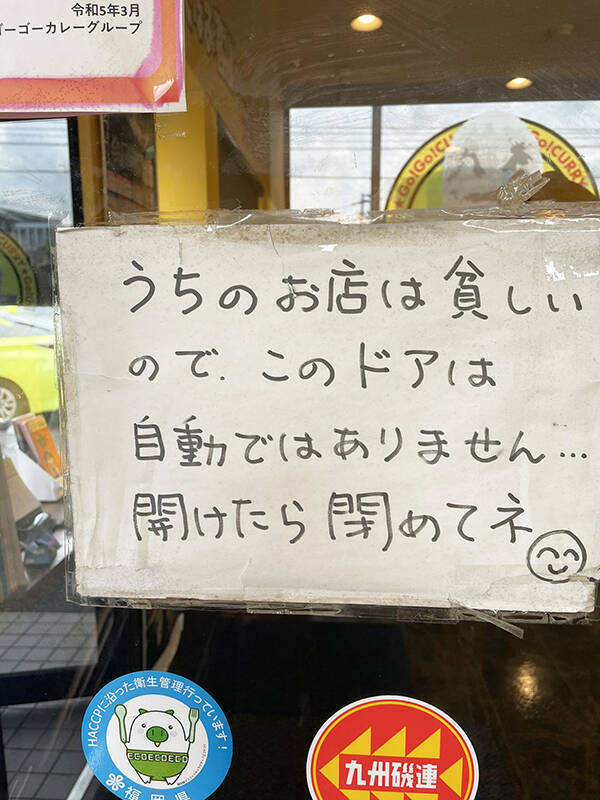 令和5年3月
ゴーゴーカレーグループ
Go!Go!CURRY
うちのお店は貧しい
ので、このドアは
自動ではありません…
開けたら閉めてネ
HACCPに沿った衛生管理行っています!
ECOECOECO
福岡県
九州磯連